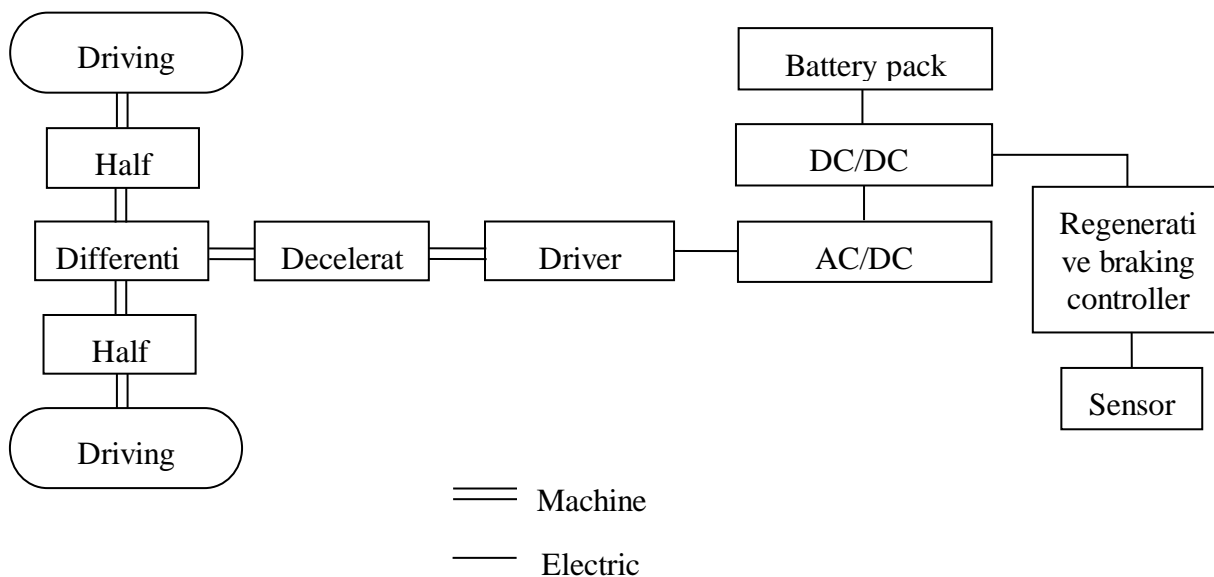 Driving
Half
Differenti
Half
Driving
Decelerat
Driver
Battery pack
DC/DC
AC/DC
Regenerati
ve braking
controller
Sensor
Machine
Electric